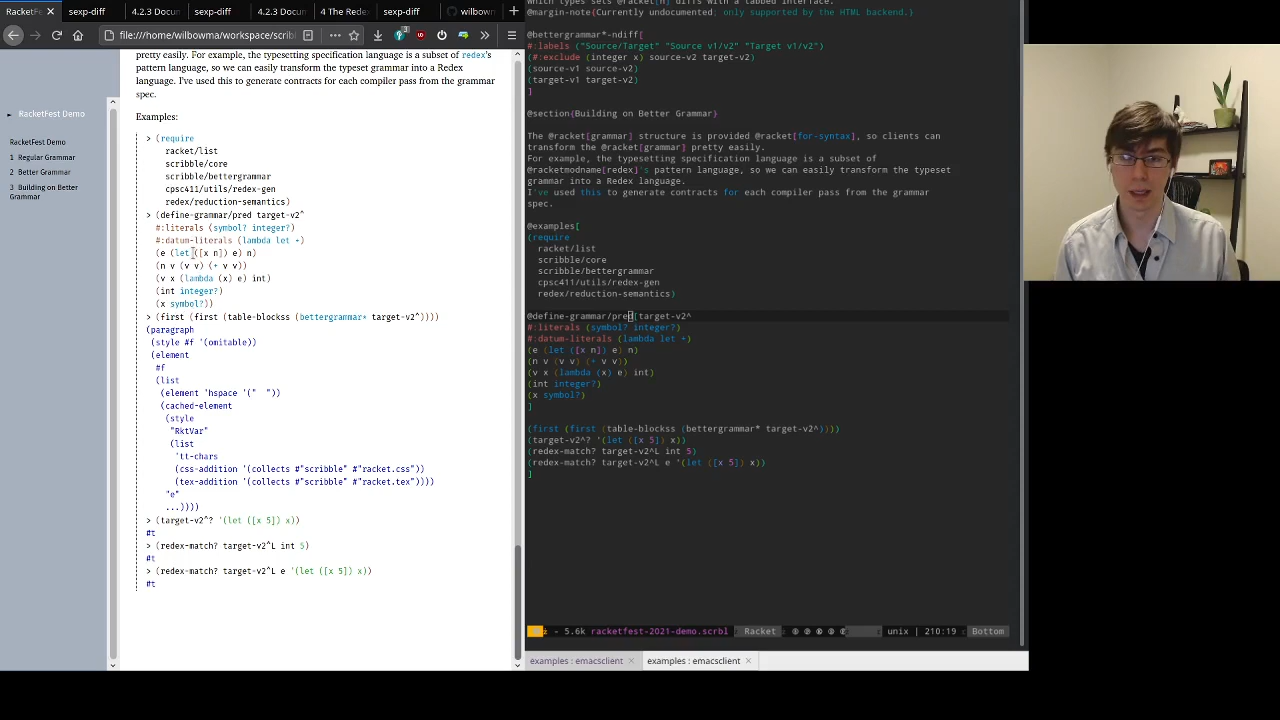 RacketFest Demo
sexp-diff
4.2.3 Docun
sexp-diff
4.2.3 Docun
4 The Redex
sexp-diff
wilbown
file:///home/wilbowma/workspace/scribl
RacketFest Demo
RacketFest Demo
1 Regular Grammar
2 Better Grammar
3 Building on Better
Grammar
pretty easily. For example, the typesetting specification language is a subset of redex's
pattern language, so we can easily transform the typeset grammar into a Redex
language. I've used this to generate contracts for each compiler pass from the grammar
spec.
Examples:
> (require
racket/list
scribble/core
scribble/bettergrammar
cpsc411/utils/redex-gen
redex/reduction-semantics)
> (define-grammar/pred target-v2^
#:literals (symbol? integer?)
#:datum-literals (lambda let +)
(e (let ([x n]) e) n)
(n v (v v) (+ v v))
(v x (lambda (x) e) int)
(int integer?)
(x symbol?))
> (first (first (table-blockss (bettergrammar* target-v2^))))
(paragraph
(style #f '(omitable))
(element
#f
(list
(element 'hspace '("  "))
(cached-element
(style
"RktVar"
(list
'tt-chars
(css-addition '(collects #"scribble" #"racket.css"))
(tex-addition '(collects #"scribble" #"racket.tex"))))
"e"
...))))
> (target-v2^? '(let ([x 5]) x))
#t
> (redex-match? target-v2^L int 5)
#t
> (redex-match? target-v2^L e '(let ([x 5]) x))
#t
Which types sets @racket[n] diffs with a tabbed interface.
@margin-note{Currently undocumented; only supported by the HTML backend.}
@bettergrammar*-ndiff[
#:labels ("Source/Target" "Source v1/v2" "Target v1/v2")
(#:exclude (integer x) source-v2 target-v2)
(source-v1 source-v2)
(target-v1 target-v2)
]
@section{Building on Better Grammar}
The @racket[grammar] structure is provided @racket[for-syntax], so clients can
transform the @racket[grammar] pretty easily.
For example, the typesetting specification language is a subset of
@racketmodname[redex]'s pattern language, so we can easily transform the typeset
grammar into a Redex language.
I've used this to generate contracts for each compiler pass from the grammar
spec.
@examples[
(require
racket/list
scribble/core
scribble/bettergrammar
cpsc411/utils/redex-gen
redex/reduction-semantics)
@define-grammar/pred[target-v2^
#:literals (symbol? integer?)
#:datum-literals (lambda let +)
(e (let ([x n]) e) n)
(n v (v v) (+ v v))
(v x (lambda (x) e) int)
(int integer?)
(x symbol?)
]
(first (first (table-blockss (bettergrammar* target-v2^))))
(target-v2^? '(let ([x 5]) x))
(redex-match? target-v2^L int 5)
(redex-match? target-v2^L e '(let ([x 5]) x))
]
- 5.6k racketfest-2021-demo.scrbl
Racket
unix | 210:19
Bottom
examples : emacsclient
examples : emacsclient